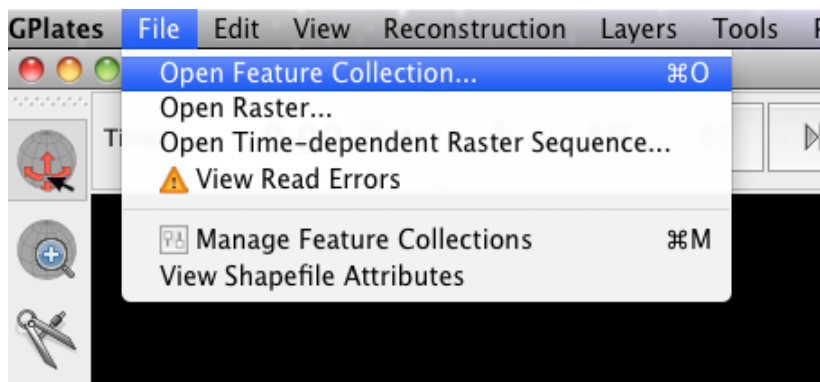 GPlates File Edit View Reconstruction Layers Tools
Open Feature Collection... ⌘O
Open Raster...
Open Time-dependent Raster Sequence...
View Read Errors
Manage Feature Collections ⌘M
View Shapefile Attributes